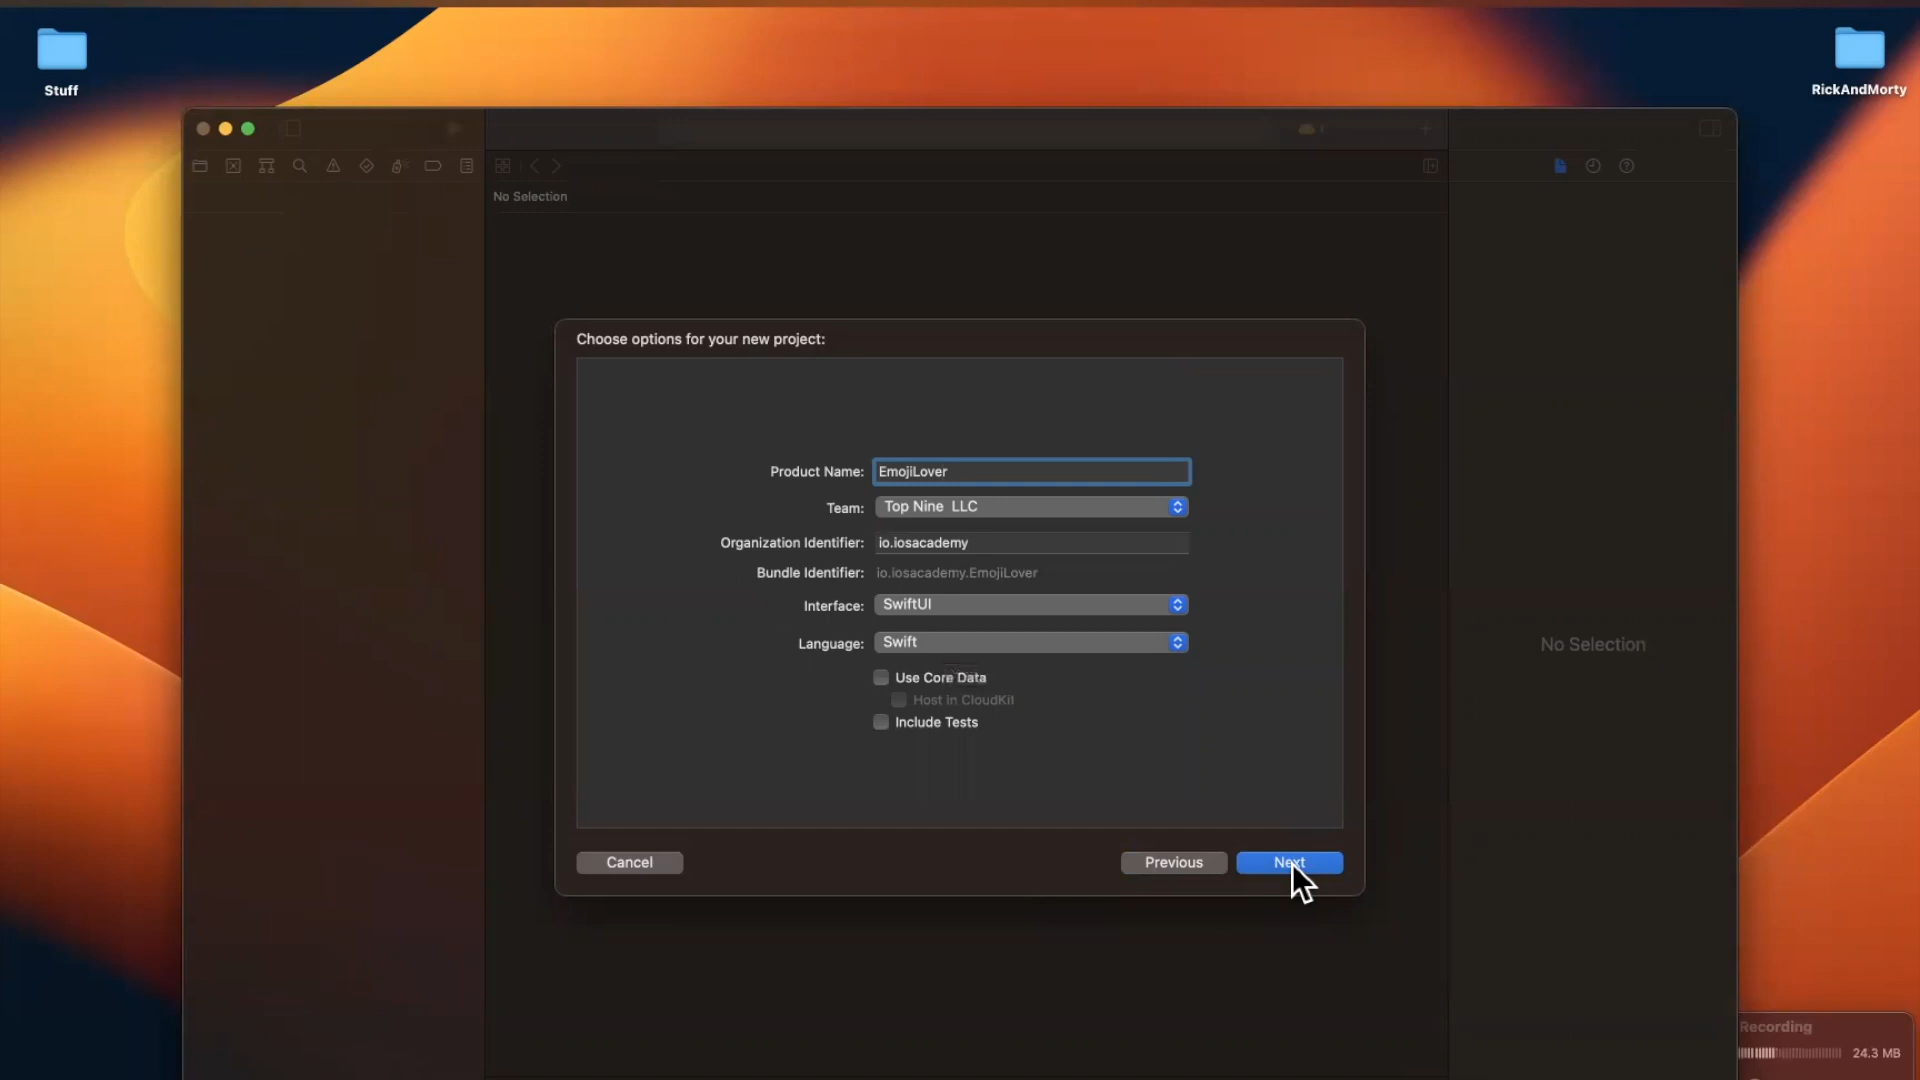 Stuff
RickAndMorty
No Selection
Choose options for your new project:
Product Name: EmojiLover
Team: Top Nine LLC
Organization Identifier: io.iosacademy
Bundle Identifier: io.iosacademy.EmojiLover
Interface: SwiftUI
Language: Swift
No Selection
Use Core Data
Host in CloudKit
Include Tests
Cancel
Previous
Next
Recording
24.3 MB